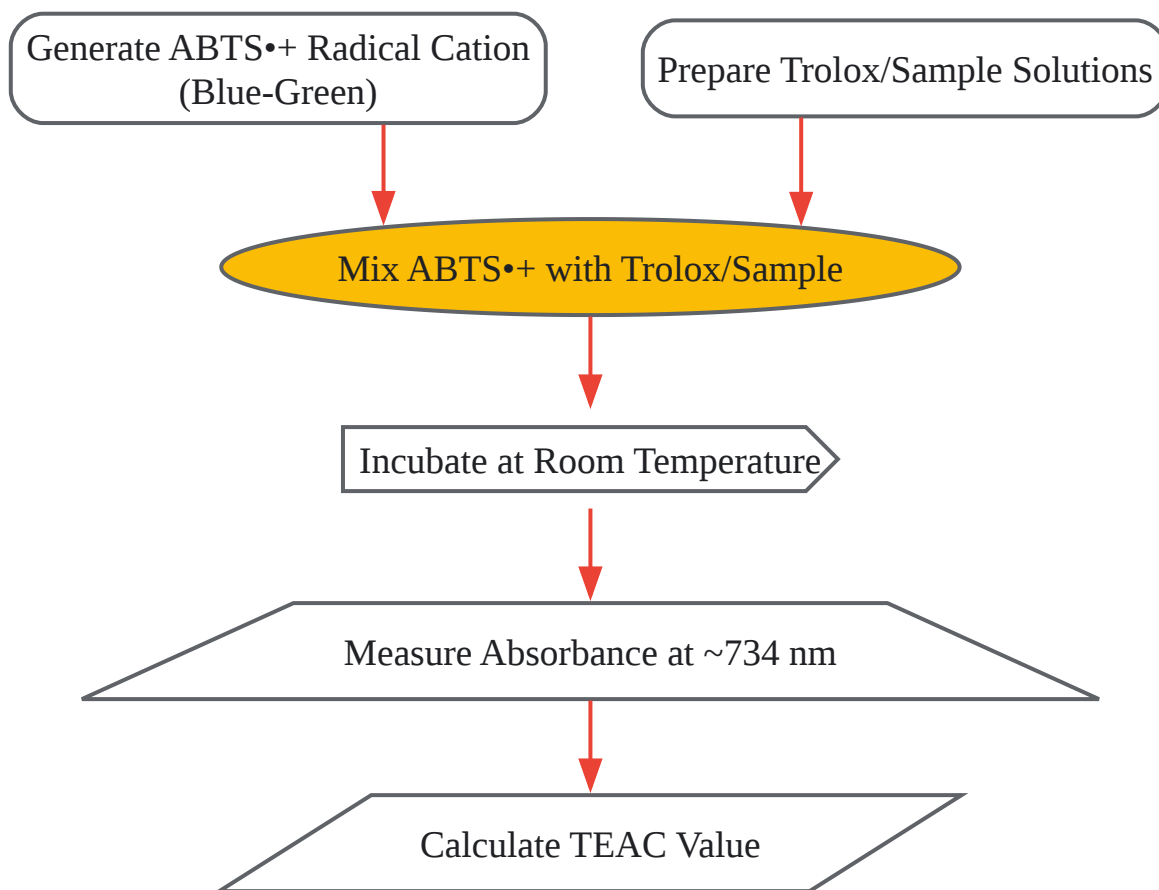 Generate ABTS•+ Radical Cation
(Blue-Green)
Prepare Trolox/Sample Solutions
Mix ABTS•+ with Trolox/Sample
Incubate at Room Temperature
Measure Absorbance at ~734 nm
Calculate TEAC Value